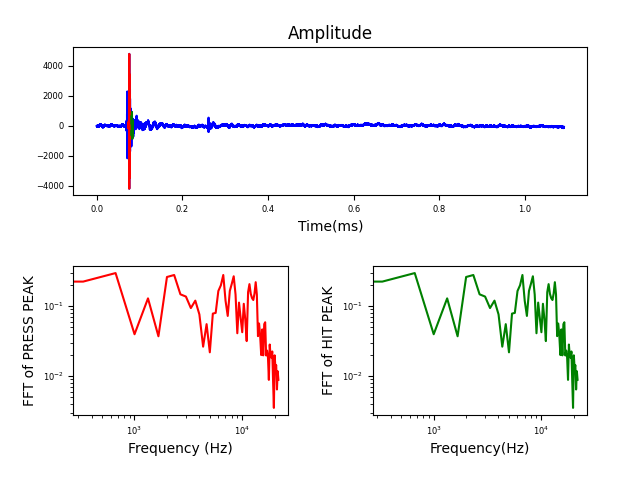 Amplitude
4000
2000
0
−2000
−4000
0.0 0.2 0.4 0.6 0.8 1.0
Time(ms)
FFT of PRESS PEAK
10⁻¹
10⁻²
10³ 10⁴
Frequency (Hz)
FFT of HIT PEAK
10⁻¹
10⁻²
10³ 10⁴
Frequency(Hz)